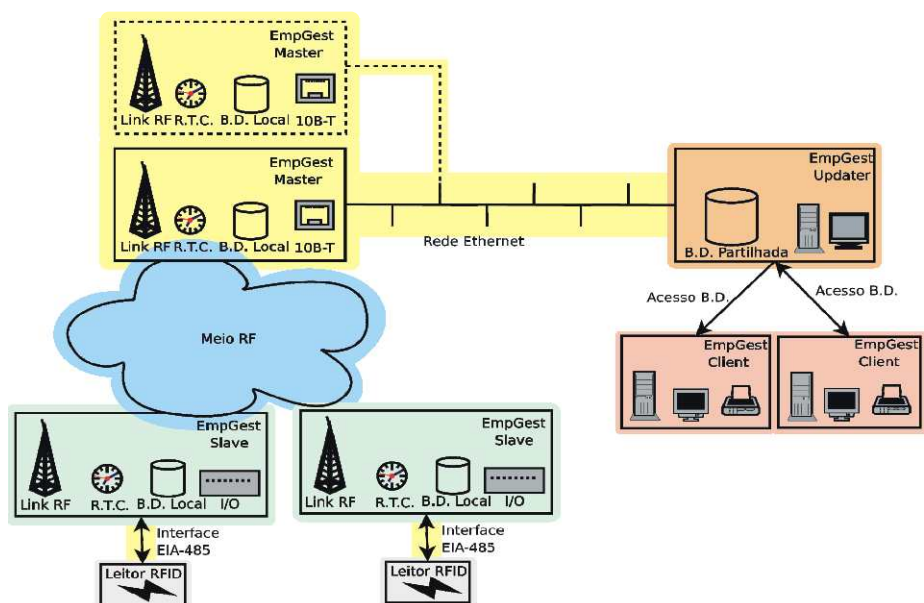 EmpGest
Master
Link RF R.T.C. B.D. Local 10B-T
EmpGest
Master
Link RF R.T.C. B.D. Local 10B-T
Rede Ethernet
EmpGest
Updater
B.D. Partilhada
Acesso B.D.
Acesso B.D.
EmpGest
Client
EmpGest
Client
Meio RF
EmpGest
Slave
Link RF R.T.C. B.D. Local I/O
EmpGest
Slave
Link RF R.T.C. B.D. Local I/O
Interface
EIA-485
Interface
EIA-485
Leitor RFID
Leitor RFID